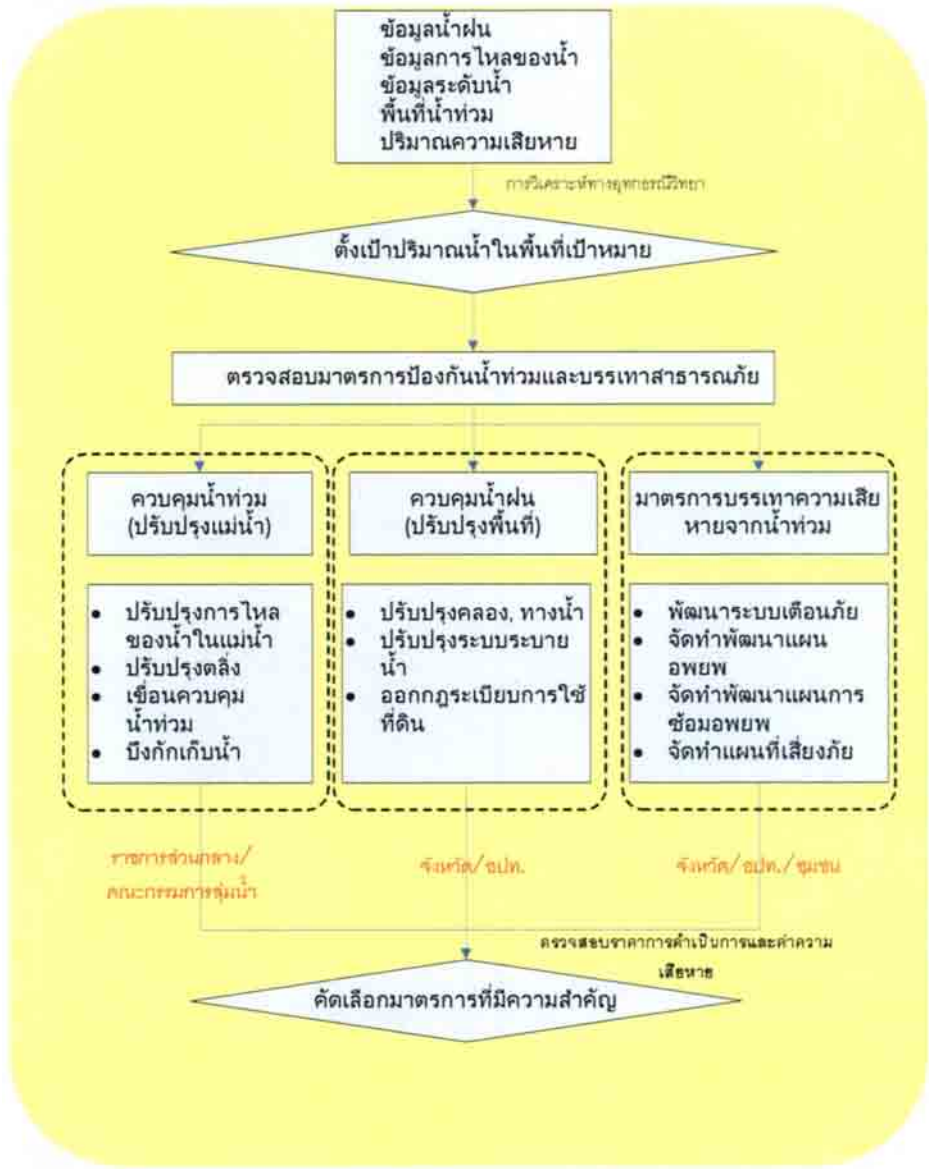 ข้อมูลน้ำฝน
ข้อมูลการไหลของน้ำ
ข้อมูลระดับน้ำ
พื้นที่น้ำท่วม
ปริมาณความเสียหาย
การวิเคราะห์ทางอุทกธรณีวิทยา
ตั้งเป้าปริมาณน้ำในพื้นที่เป้าหมาย
ตรวจสอบมาตรการป้องกันน้ำท่วมและบรรเทาสาธารณภัย
ควบคุมน้ำท่วม
(ปรับปรุงแม่น้ำ)
• ปรับปรุงการไหล
ของน้ำในแม่น้ำ
• ปรับปรุงตลิ่ง
• เขื่อนควบคุม
น้ำท่วม
• บึงกักเก็บน้ำ
ราชการส่วนกลาง/
คณะกรรมการลุ่มน้ำ
ควบคุมน้ำฝน
(ปรับปรุงพื้นที่)
• ปรับปรุงคลอง, ทางน้ำ
• ปรับปรุงระบบระบาย
น้ำ
• ออกกฎระเบียบการใช้
ที่ดิน
จังหวัด/อปท.
มาตรการบรรเทาความเสีย
หายจากน้ำท่วม
• พัฒนาระบบเตือนภัย
• จัดทำพัฒนาแผน
อพยพ
• จัดทำพัฒนาแผนการ
ซ้อมอพยพ
• จัดทำแผนที่เสี่ยงภัย
จังหวัด/อปท./ชุมชน
ตรวจสอบราคาการดำเนินการและค่าความ
เสียหาย
คัดเลือกมาตรการที่มีความสำคัญ